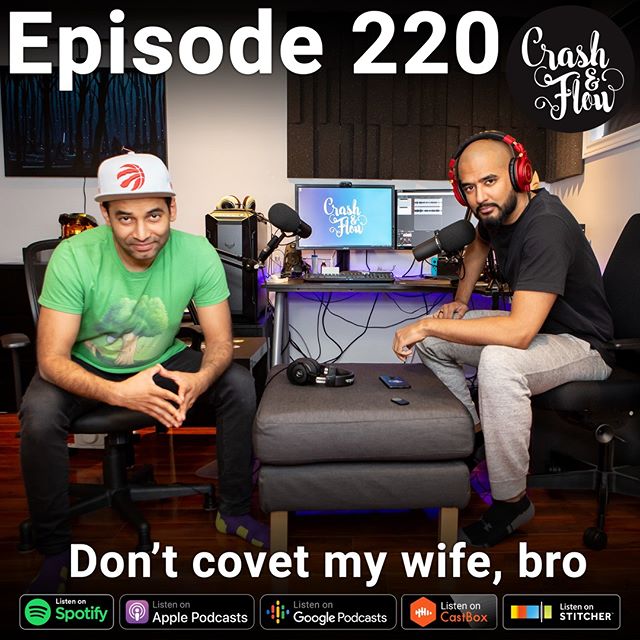 Episode 220
Crash
&
Flow
Crash
&
Flow
Don't covet my wife, bro
Listen on
Spotify
Listen on
Apple Podcasts
Listen on
Google Podcasts
Listen on
CastBox
Listen on
STITCHER